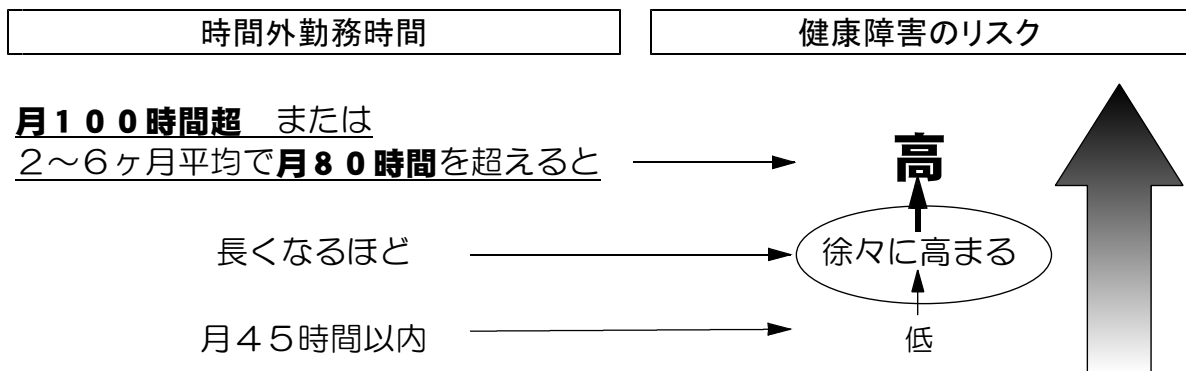 時間外勤務時間
健康障害のリスク
月１００時間超　または
２～６ヶ月平均で月８０時間を超えると
高
長くなるほど
徐々に高まる
月４５時間以内
低